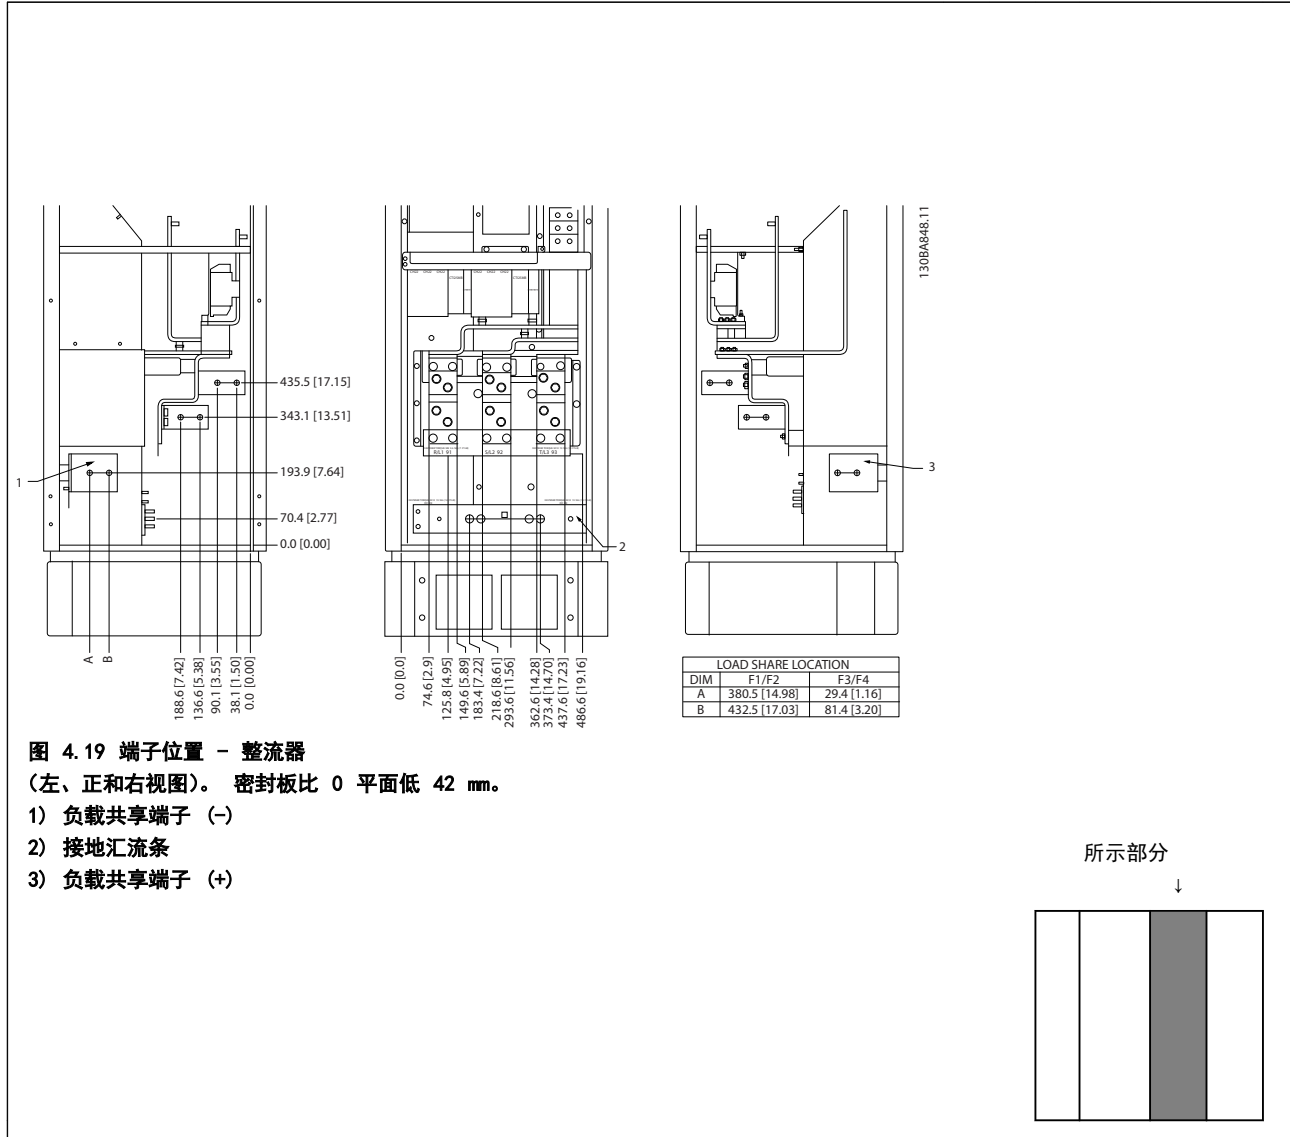 130BA848.11
435.5 [17.15]
343.1 [13.51]
193.9 [7.64]
70.4 [2.77]
0.0 [0.00]
1
A
B
188.6 [7.42]
136.6 [5.38]
90.1 [3.55]
38.1 [1.50]
0.0 [0.00]
R/L1 91
S/L2 92
T/L3 93
2
0.0 [0.0]
74.6 [2.9]
125.8 [4.95]
149.6 [5.89]
183.4 [7.22]
218.6 [8.61]
293.6 [11.56]
362.6 [14.28]
373.4 [14.70]
437.6 [17.23]
486.6 [19.16]
3
LOAD SHARE LOCATION
DIM F1/F2 F3/F4
A 380.5 [14.98] 29.4 [1.16]
B 432.5 [17.03] 81.4 [3.20]
图 4.19 端子位置 - 整流器
(左、正和右视图)。 密封板比 0 平面低 42 mm。
1) 负载共享端子 (-)
2) 接地汇流条
3) 负载共享端子 (+)
所示部分
↓